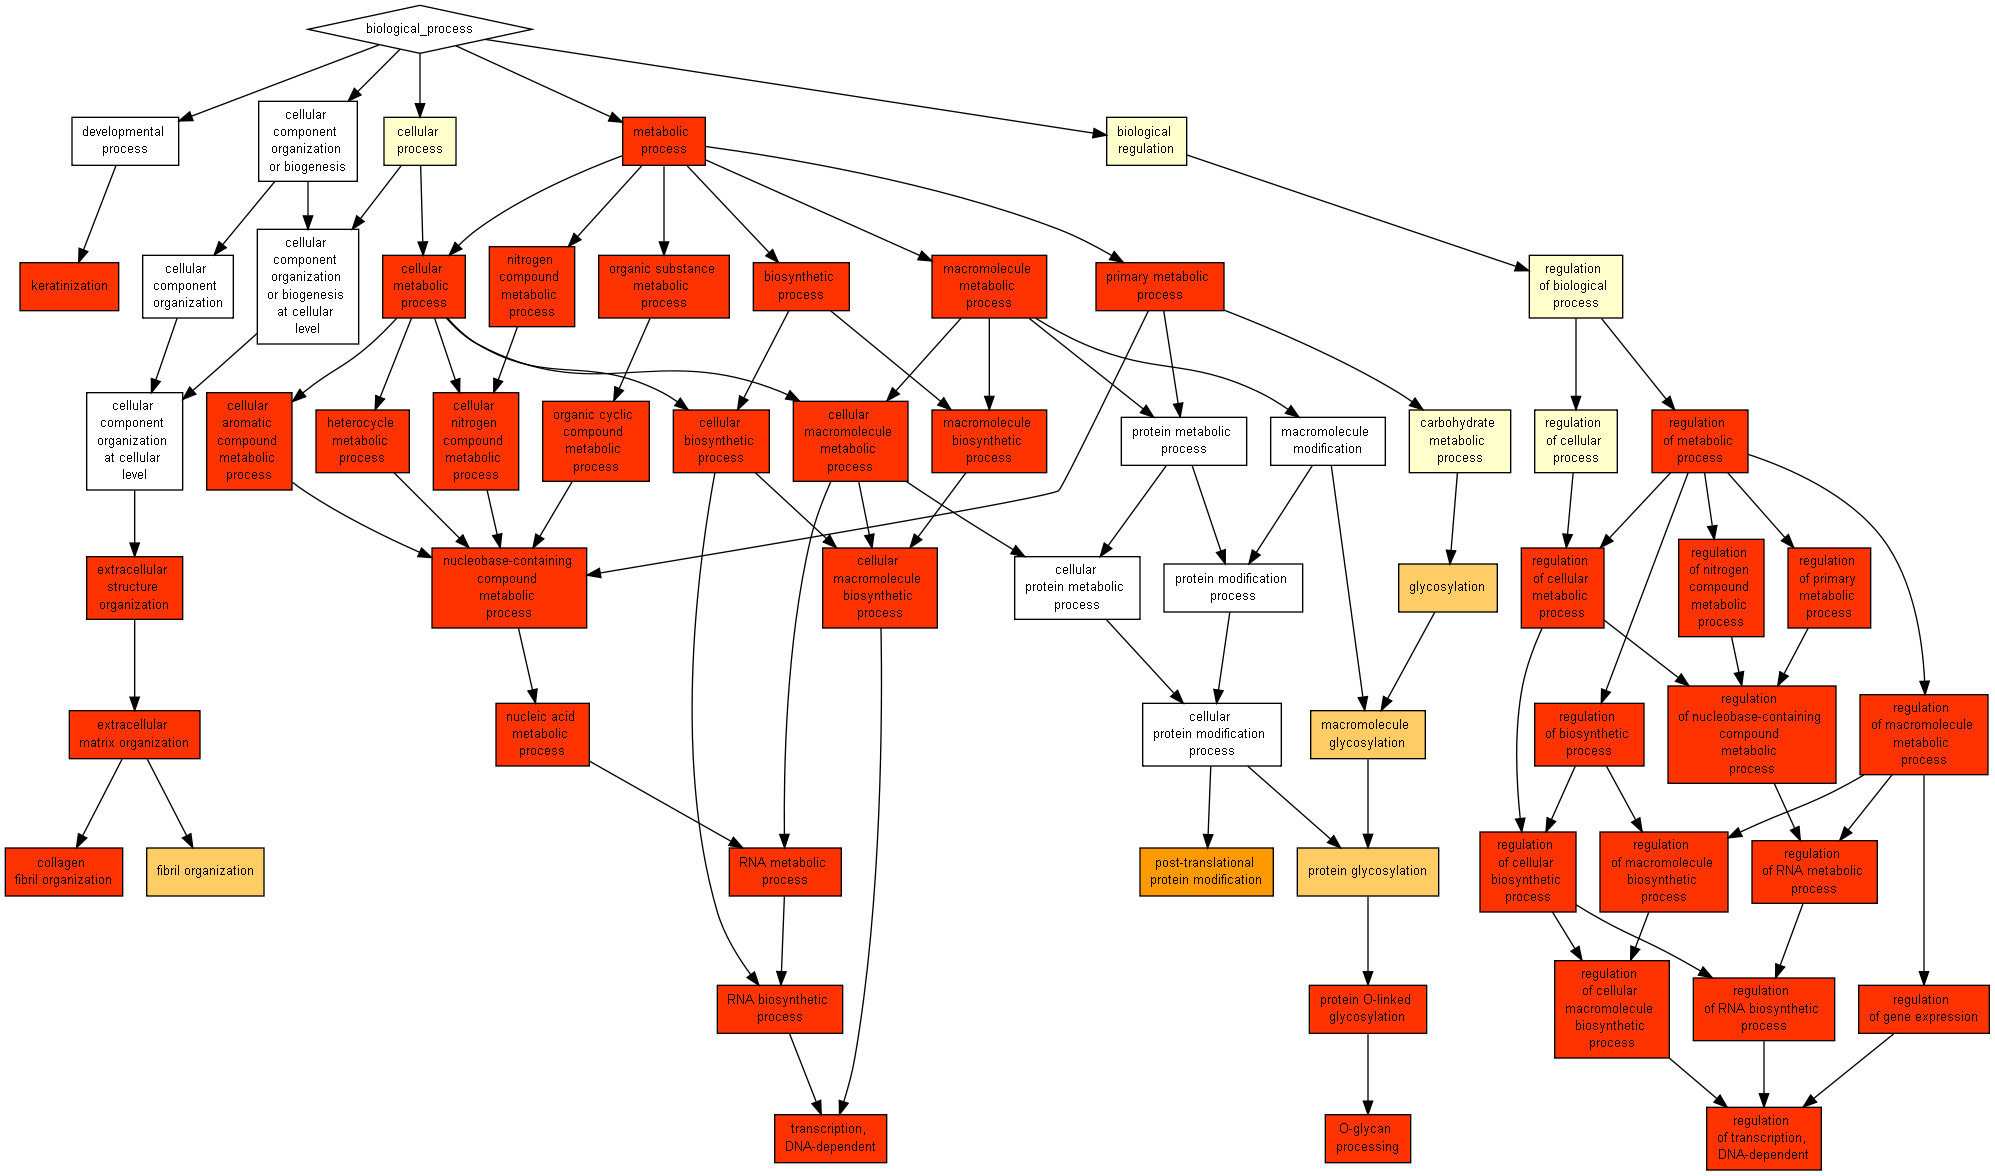 biological_process
developmental
process
cellular
component
organization
or biogenesis
cellular
process
metabolic
process
biological
regulation
keratinization
cellular
component
organization
cellular
component
organization
or biogenesis
at cellular
level
cellular
metabolic
process
nitrogen
compound
metabolic
process
organic substance
metabolic
process
biosynthetic
process
macromolecule
metabolic
process
primary metabolic
process
regulation
of biological
process
cellular
component
organization
at cellular
level
cellular
aromatic
compound
metabolic
process
heterocycle
metabolic
process
cellular
nitrogen
compound
metabolic
process
organic cyclic
compound
metabolic
process
cellular
biosynthetic
process
cellular
macromolecule
metabolic
process
macromolecule
biosynthetic
process
protein metabolic
process
macromolecule
modification
carbohydrate
metabolic
process
regulation
of cellular
process
regulation
of metabolic
process
extracellular
structure
organization
nucleobase-containing
compound
metabolic
process
cellular
macromolecule
biosynthetic
process
cellular
protein metabolic
process
protein modification
process
glycosylation
regulation
of cellular
metabolic
process
regulation
of nitrogen
compound
metabolic
process
regulation
of primary
metabolic
process
extracellular
matrix organization
nucleic acid
metabolic
process
cellular
protein modification
process
macromolecule
glycosylation
regulation
of biosynthetic
process
regulation
of nucleobase-containing
compound
metabolic
process
regulation
of macromolecule
metabolic
process
collagen
fibril organization
fibril organization
RNA metabolic
process
post-translational
protein modification
protein glycosylation
regulation
of cellular
biosynthetic
process
regulation
of macromolecule
biosynthetic
process
regulation
of RNA metabolic
process
RNA biosynthetic
process
protein O-linked
glycosylation
regulation
of cellular
macromolecule
biosynthetic
process
regulation
of RNA biosynthetic
process
regulation
of gene expression
transcription,
DNA-dependent
O-glycan
processing
regulation
of transcription,
DNA-dependent